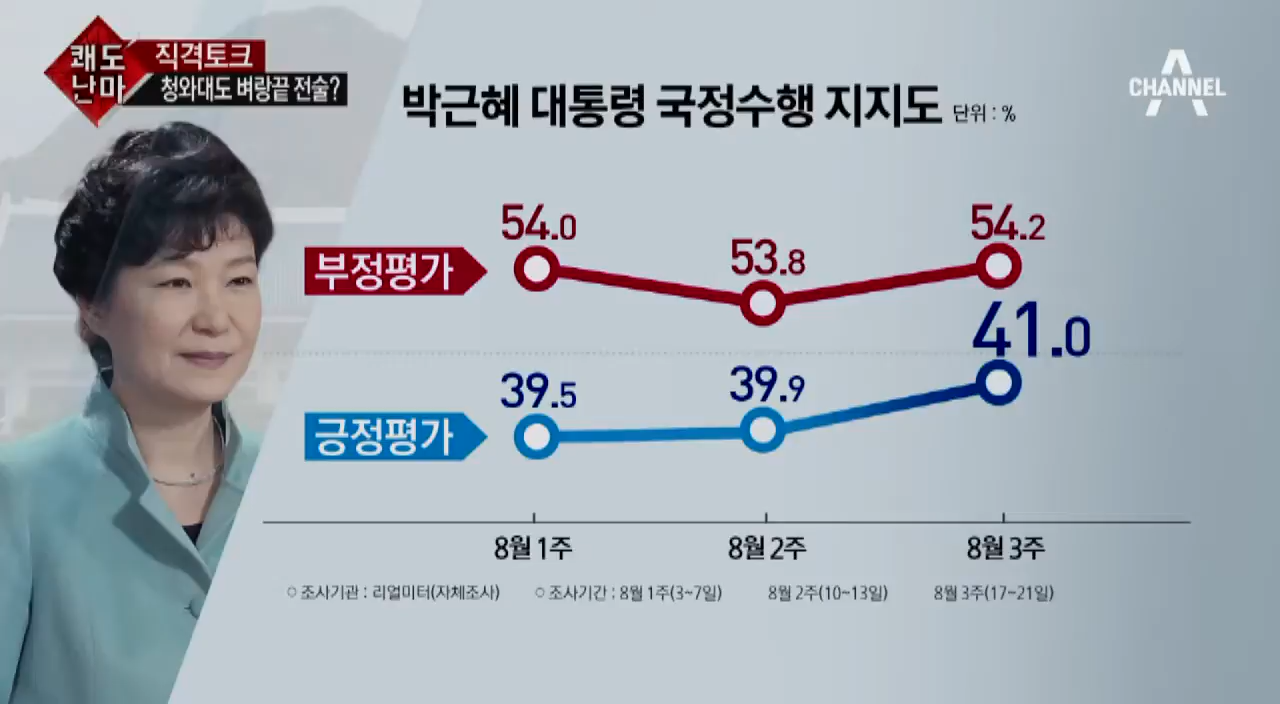 쾌도
난마
직격토크
청와대도 벼랑끝 전술?
CHANNEL A
박근혜 대통령 국정수행 지지도 단위 : %
54.0
53.8
54.2
부정평가
39.5
39.9
41.0
긍정평가
8월 1주
8월 2주
8월 3주
○ 조사기관 : 리얼미터(자체조사) ○ 조사기간 : 8월 1주(3~7일) 8월 2주(10~13일) 8월 3주(17~21일)